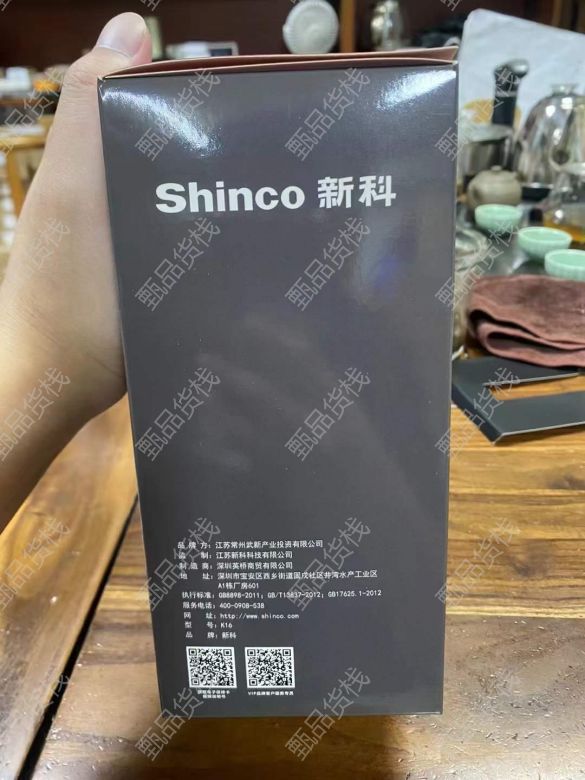 Shinco 新科
品 牌 方：江苏常州武新产业投资有限公司
监 制：江苏新科科技有限公司
制 造 商：深圳英桥商贸有限公司
地 址：深圳市宝安区西乡街道固戍社区井湾水产工业区
A1栋厂房601
执行标准：GB8898-2011；GB/T15837-2012；GB17625.1-2012
服务电话：400-0908-538
网 址：http://www.shinco.com/
型 号：K16
品 牌：新科
VIP品牌客户服务专员
甄品货栈